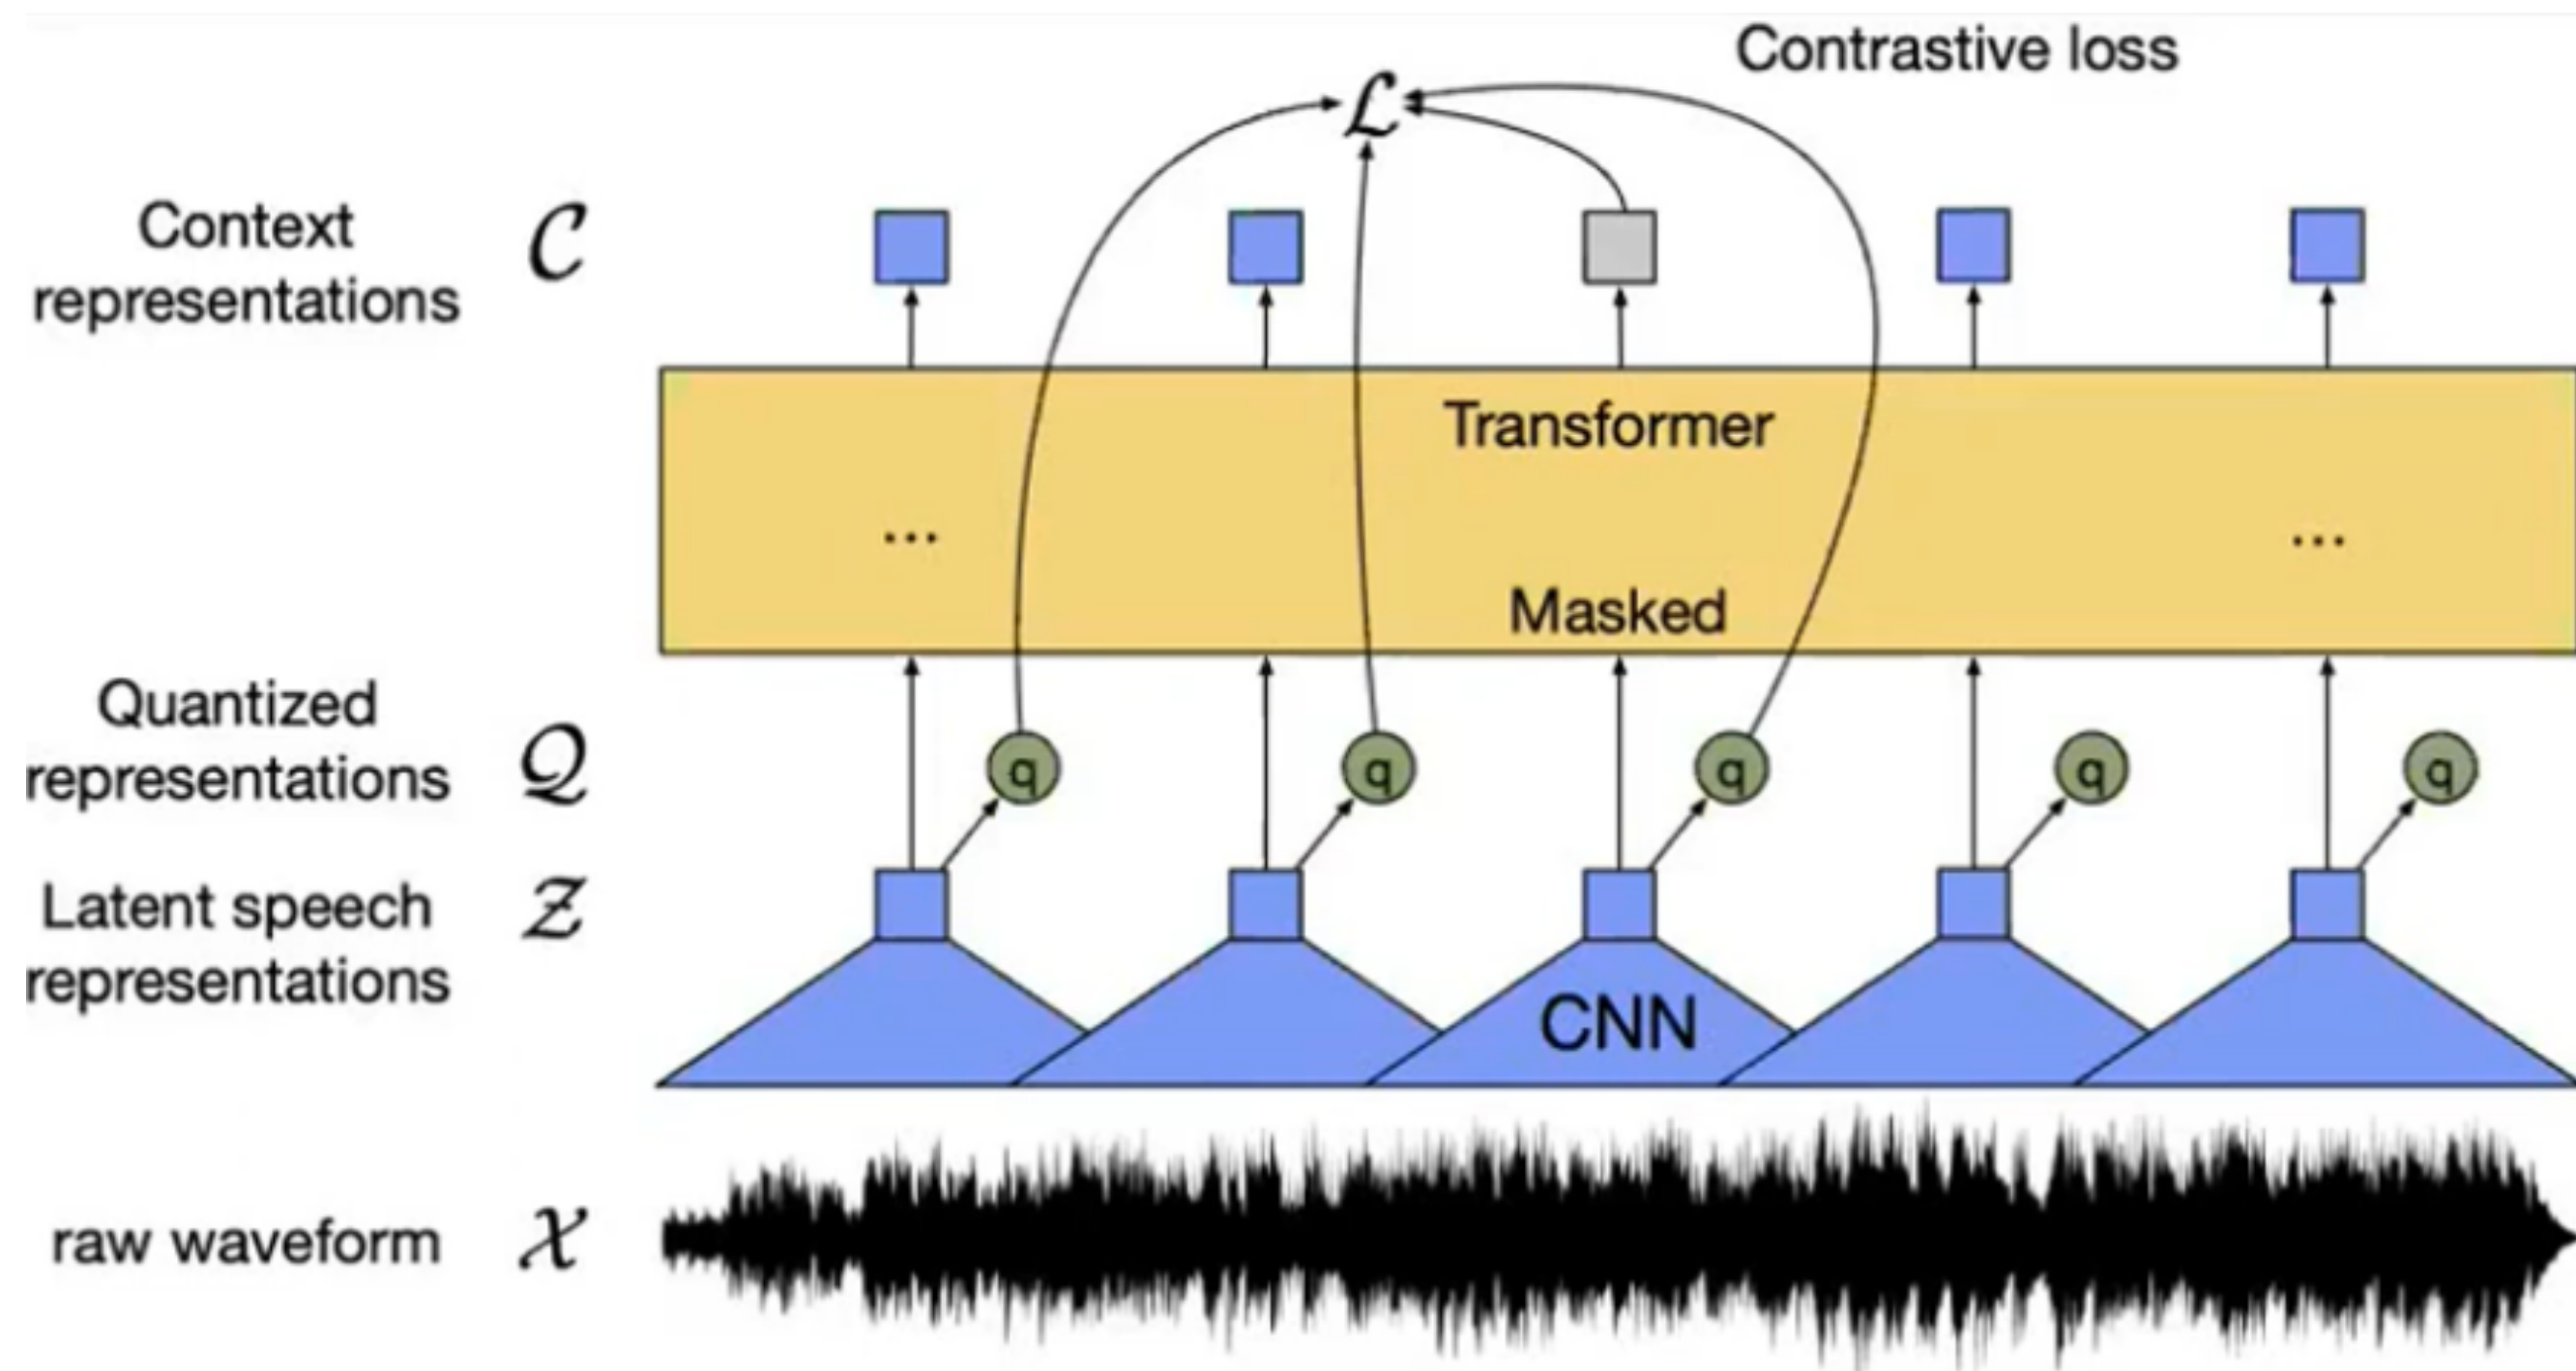 Contrastive loss
ℒ
Context
representations
𝒞
Transformer
... ...
Masked
Quantized
representations
𝒬
q q q q q
Latent speech
representations
𝒵
CNN
raw waveform
𝒳